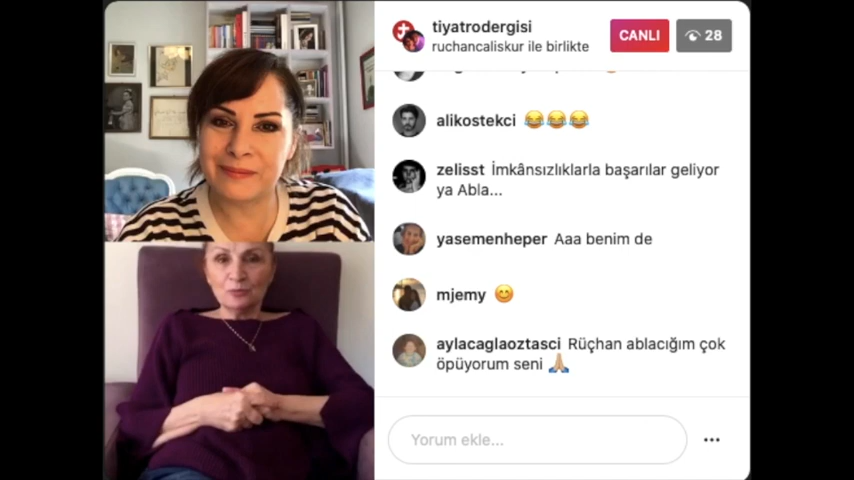 tiyatrodergisi
ruchancaliskur ile birlikte
CANLI
28
alikostekci 😂😂😂
zelisst İmkânsızlıklarla başarılar geliyor
ya Abla...
yasemenheper Aaa benim de
mjemy 😊
aylacaglaoztasci Rüçhan ablacığım çok
öpüyorum seni 🙏🏼
Yorum ekle...